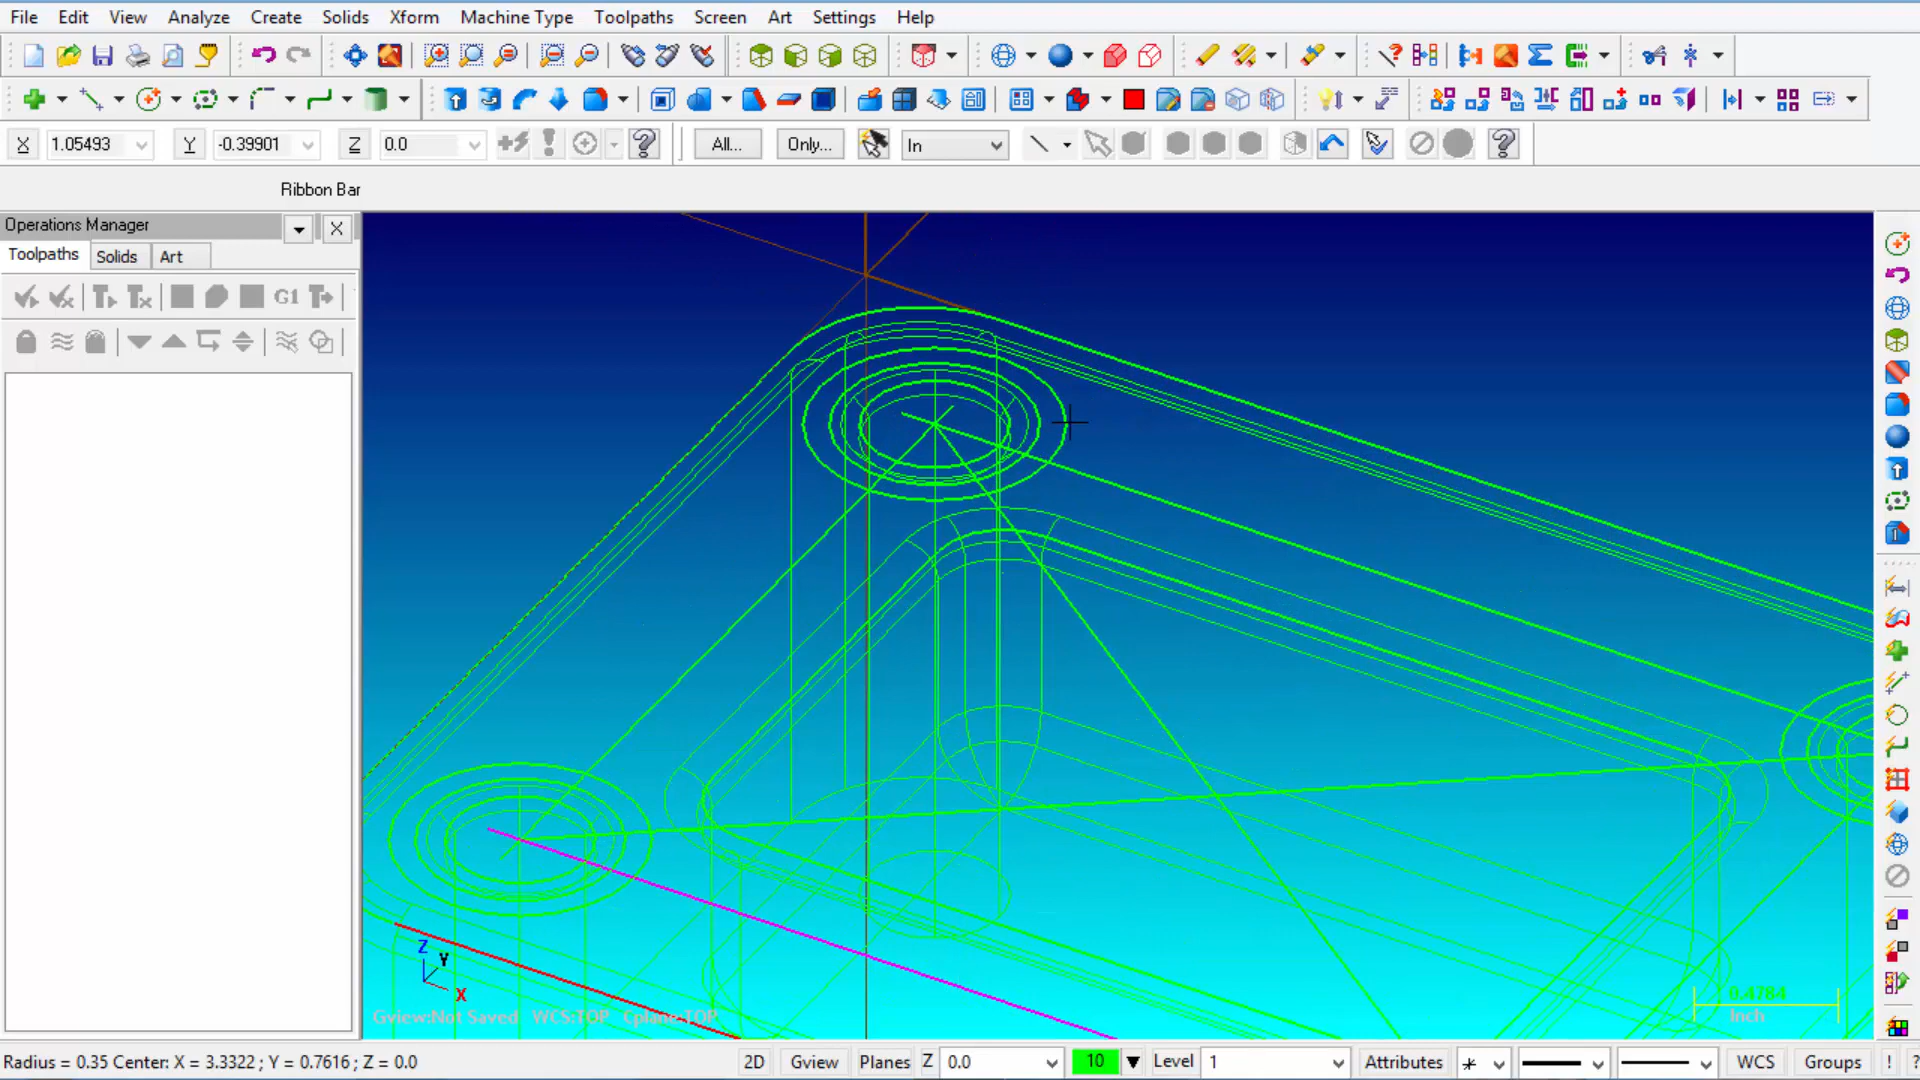 File Edit View Analyze Create Solids Xform Machine Type Toolpaths Screen Art Settings Help
X 1.05493 Y -0.39901 Z 0.0 All... Only... In
Ribbon Bar
Operations Manager X
Toolpaths Solids Art
G1
Z
Y
X
0.4784
Inch
Gview:Not Saved WCS:TOP Cplane:TOP
Radius = 0.35 Center: X = 3.3322 ; Y = 0.7616 ; Z = 0.0 2D Gview Planes Z 0.0 10 Level 1 Attributes WCS Groups ! ?